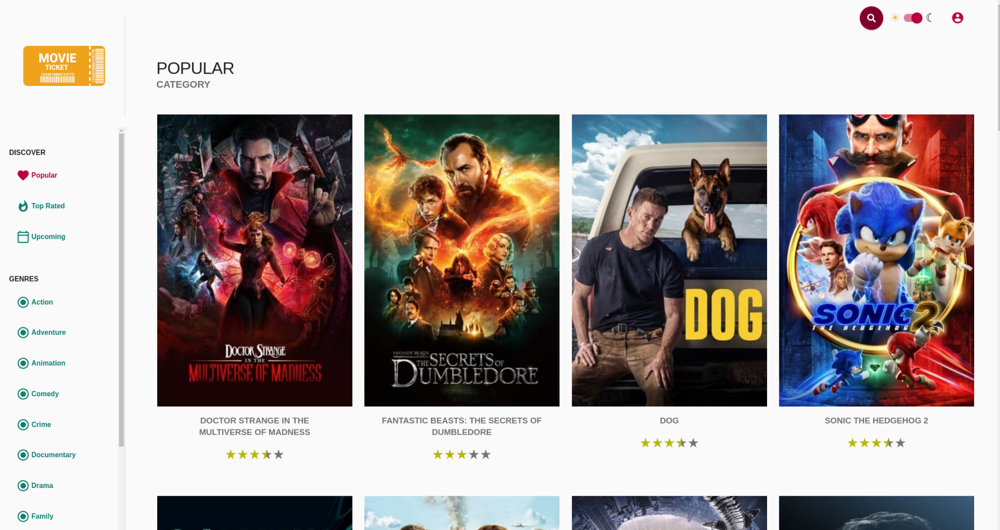 MOVIE
TICKET
1234678900123770
1234678900123770
POPULAR
CATEGORY
DISCOVER
Popular
Top Rated
Upcoming
GENRES
Action
Adventure
Animation
Comedy
Crime
Documentary
Drama
Family
DOCTOR STRANGE
IN THE
MULTIVERSE OF MADNESS
DOCTOR STRANGE IN THE
MULTIVERSE OF MADNESS
FANTASTIC BEASTS
THE SECRETS OF
DUMBLEDORE
FANTASTIC BEASTS: THE SECRETS OF
DUMBLEDORE
DOG
DOG
SONIC 2
THE HEDGEHOG
SONIC THE HEDGEHOG 2